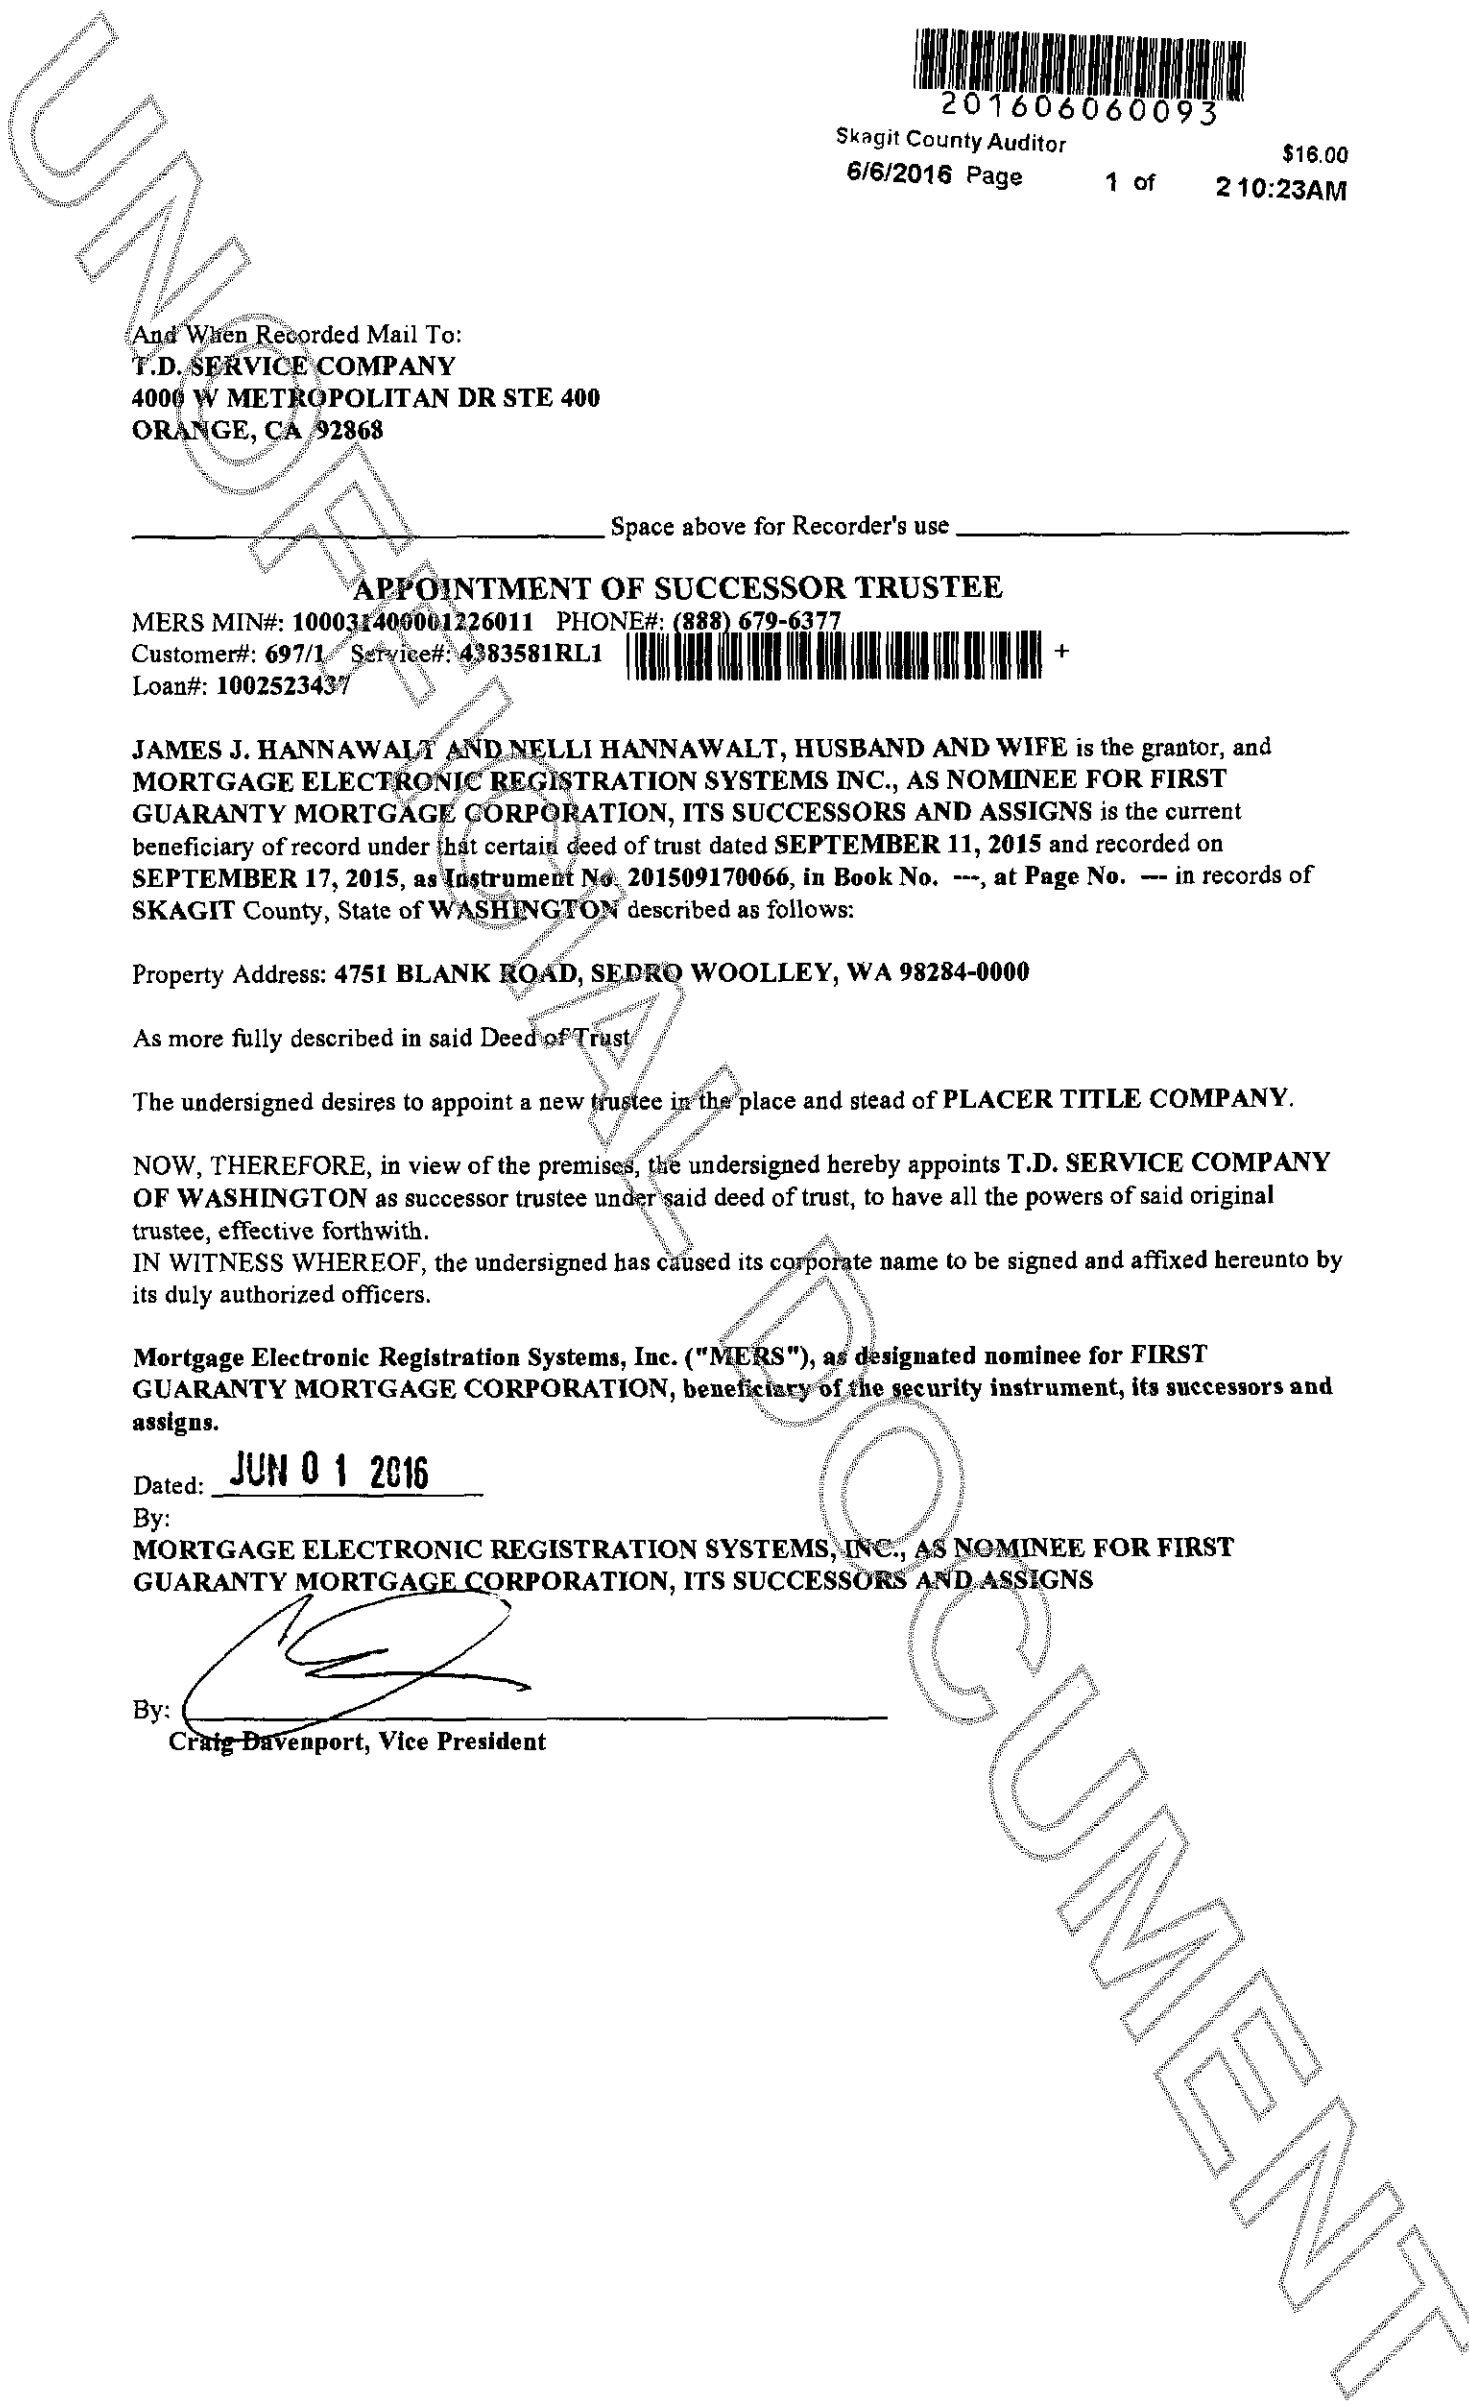 201606060093
Skagit County Auditor $16.00
6/6/2016 Page 1 of 2 10:23AM
And When Recorded Mail To:
T.D. SERVICE COMPANY
4000 W METROPOLITAN DR STE 400
ORANGE, CA 92868
Space above for Recorder's use
APPOINTMENT OF SUCCESSOR TRUSTEE
MERS MIN#: 100031400001226011 PHONE#: (888) 679-6377
Customer#: 697/1 Service#: 4383581RL1 +
Loan#: 1002523437
JAMES J. HANNAWALT AND NELLI HANNAWALT, HUSBAND AND WIFE is the grantor, and
MORTGAGE ELECTRONIC REGISTRATION SYSTEMS INC., AS NOMINEE FOR FIRST
GUARANTY MORTGAGE CORPORATION, ITS SUCCESSORS AND ASSIGNS is the current
beneficiary of record under that certain deed of trust dated SEPTEMBER 11, 2015 and recorded on
SEPTEMBER 17, 2015, as Instrument No. 201509170066, in Book No. ---, at Page No. --- in records of
SKAGIT County, State of WASHINGTON described as follows:
Property Address: 4751 BLANK ROAD, SEDRO WOOLLEY, WA 98284-0000
As more fully described in said Deed of Trust
The undersigned desires to appoint a new trustee in the place and stead of PLACER TITLE COMPANY.
NOW, THEREFORE, in view of the premises, the undersigned hereby appoints T.D. SERVICE COMPANY
OF WASHINGTON as successor trustee under said deed of trust, to have all the powers of said original
trustee, effective forthwith.
IN WITNESS WHEREOF, the undersigned has caused its corporate name to be signed and affixed hereunto by
its duly authorized officers.
Mortgage Electronic Registration Systems, Inc. ("MERS"), as designated nominee for FIRST
GUARANTY MORTGAGE CORPORATION, beneficiary of the security instrument, its successors and
assigns.
Dated: JUN 01 2016
By:
MORTGAGE ELECTRONIC REGISTRATION SYSTEMS, INC., AS NOMINEE FOR FIRST
GUARANTY MORTGAGE CORPORATION, ITS SUCCESSORS AND ASSIGNS
By:
Craig Davenport, Vice President
UNOFFICIAL DOCUMENT